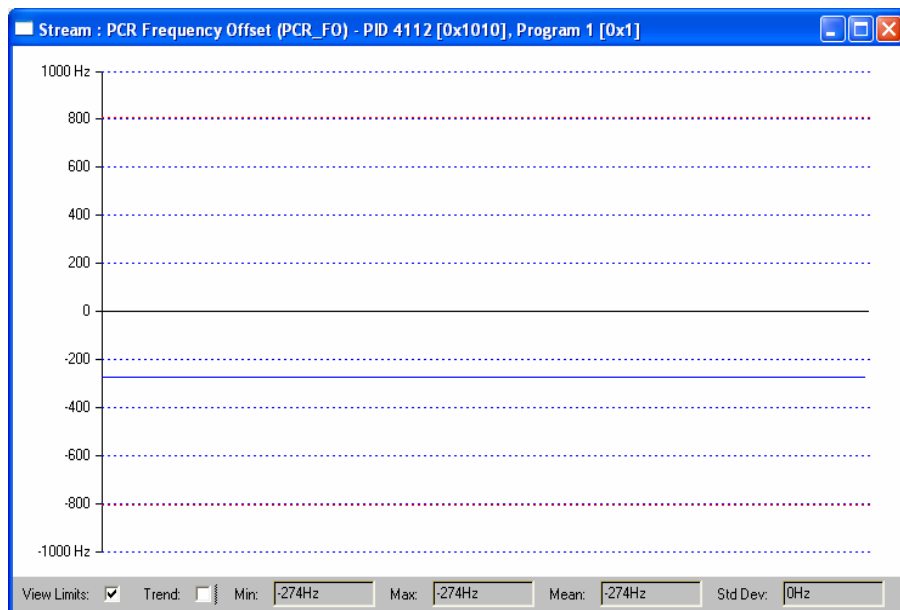 Stream : PCR Frequency Offset (PCR_FO) - PID 4112 [0x1010], Program 1 [0x1]
1000 Hz
800
600
400
200
0
-200
-400
-600
-800
-1000 Hz
View Limits: Trend: Min: -274Hz Max: -274Hz Mean: -274Hz Std Dev: 0Hz